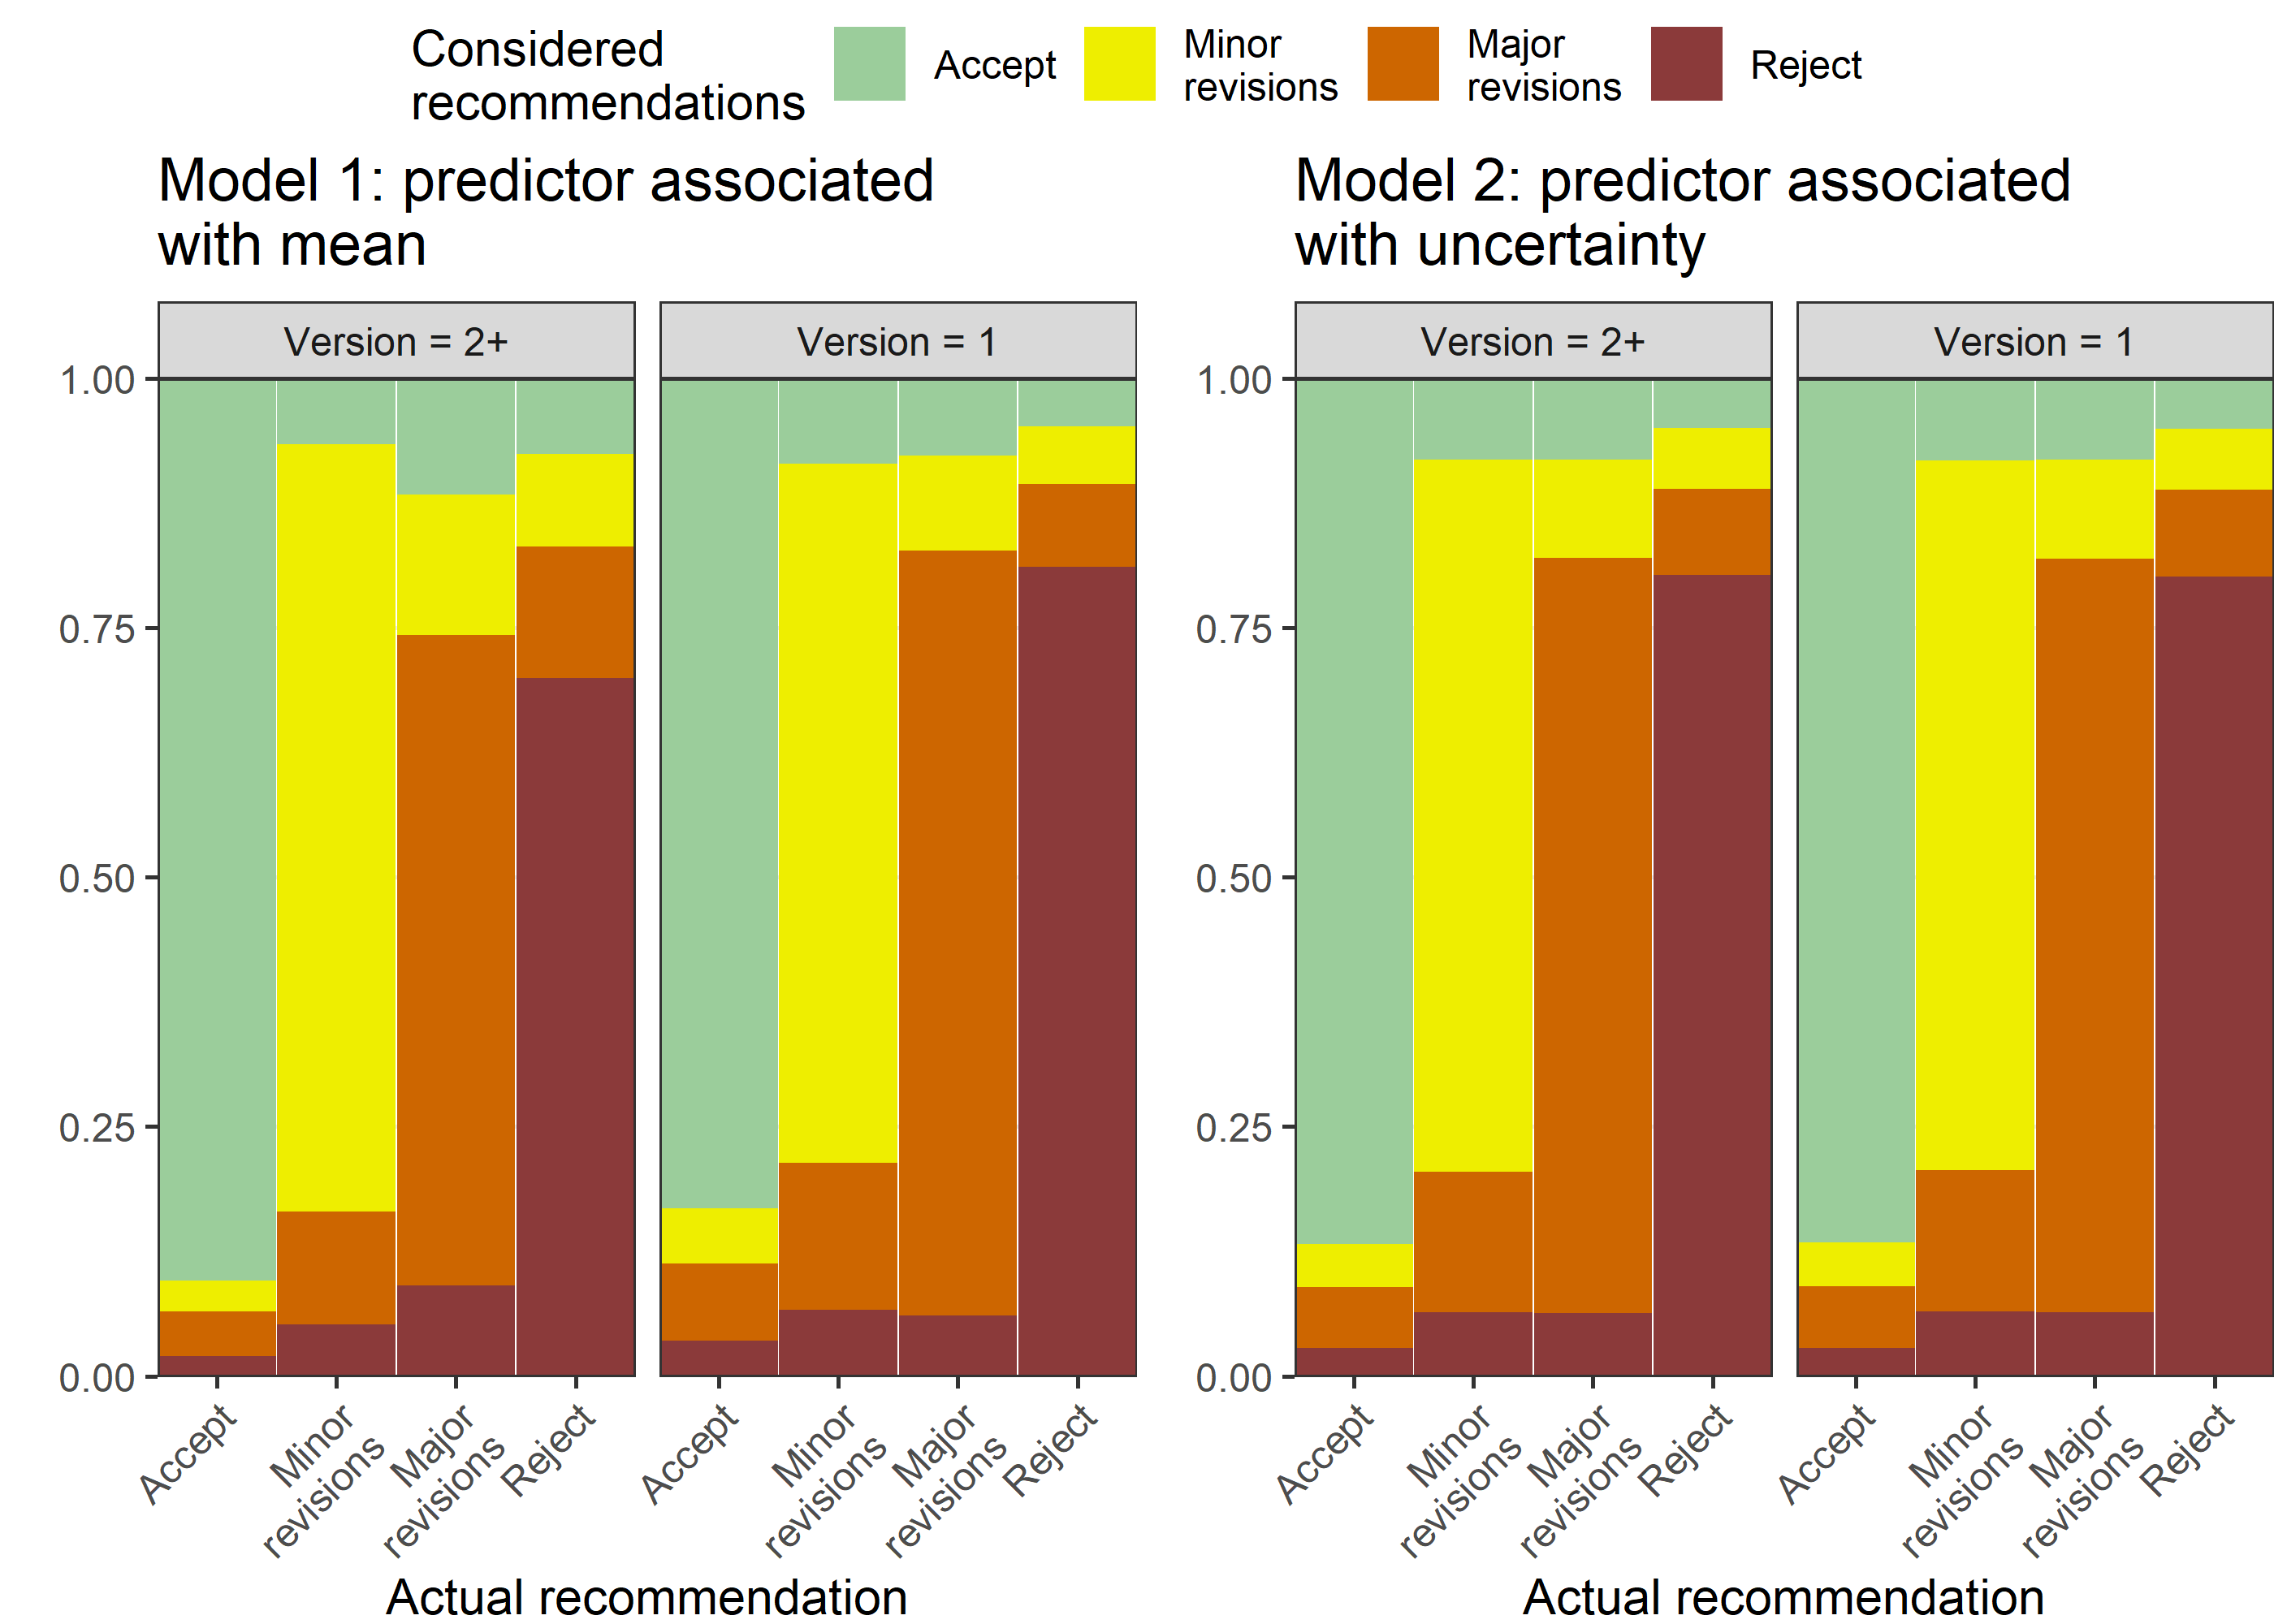 Considered
recommendations
Accept
Minor
revisions
Major
revisions
Reject
Model 1: predictor associated
with mean
Model 2: predictor associated
with uncertainty
Version = 2+
Version = 1
Version = 2+
Version = 1
1.00
0.75
0.50
0.25
0.00
1.00
0.75
0.50
0.25
0.00
Accept
Minor
revisions
Major
revisions
Reject
Accept
Minor
revisions
Major
revisions
Reject
Accept
Minor
revisions
Major
revisions
Reject
Accept
Minor
revisions
Major
revisions
Reject
Actual recommendation
Actual recommendation